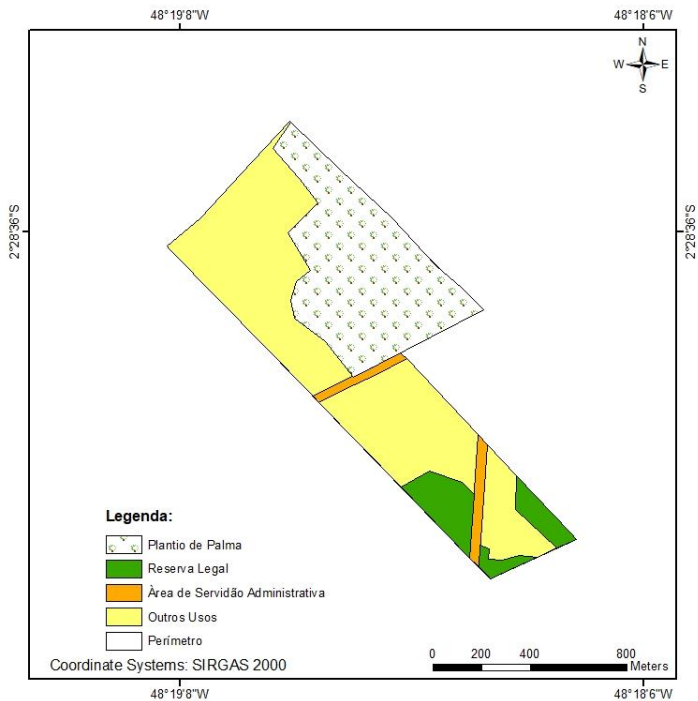 48°19'8"W 48°18'6"W
N
W E
S
2°28'36"S 2°28'36"S
Legenda:
Plantio de Palma
Reserva Legal
Área de Servidão Administrativa
Outros Usos
Perímetro
Coordinate Systems: SIRGAS 2000
0 200 400 800
Meters
48°19'8"W 48°18'6"W